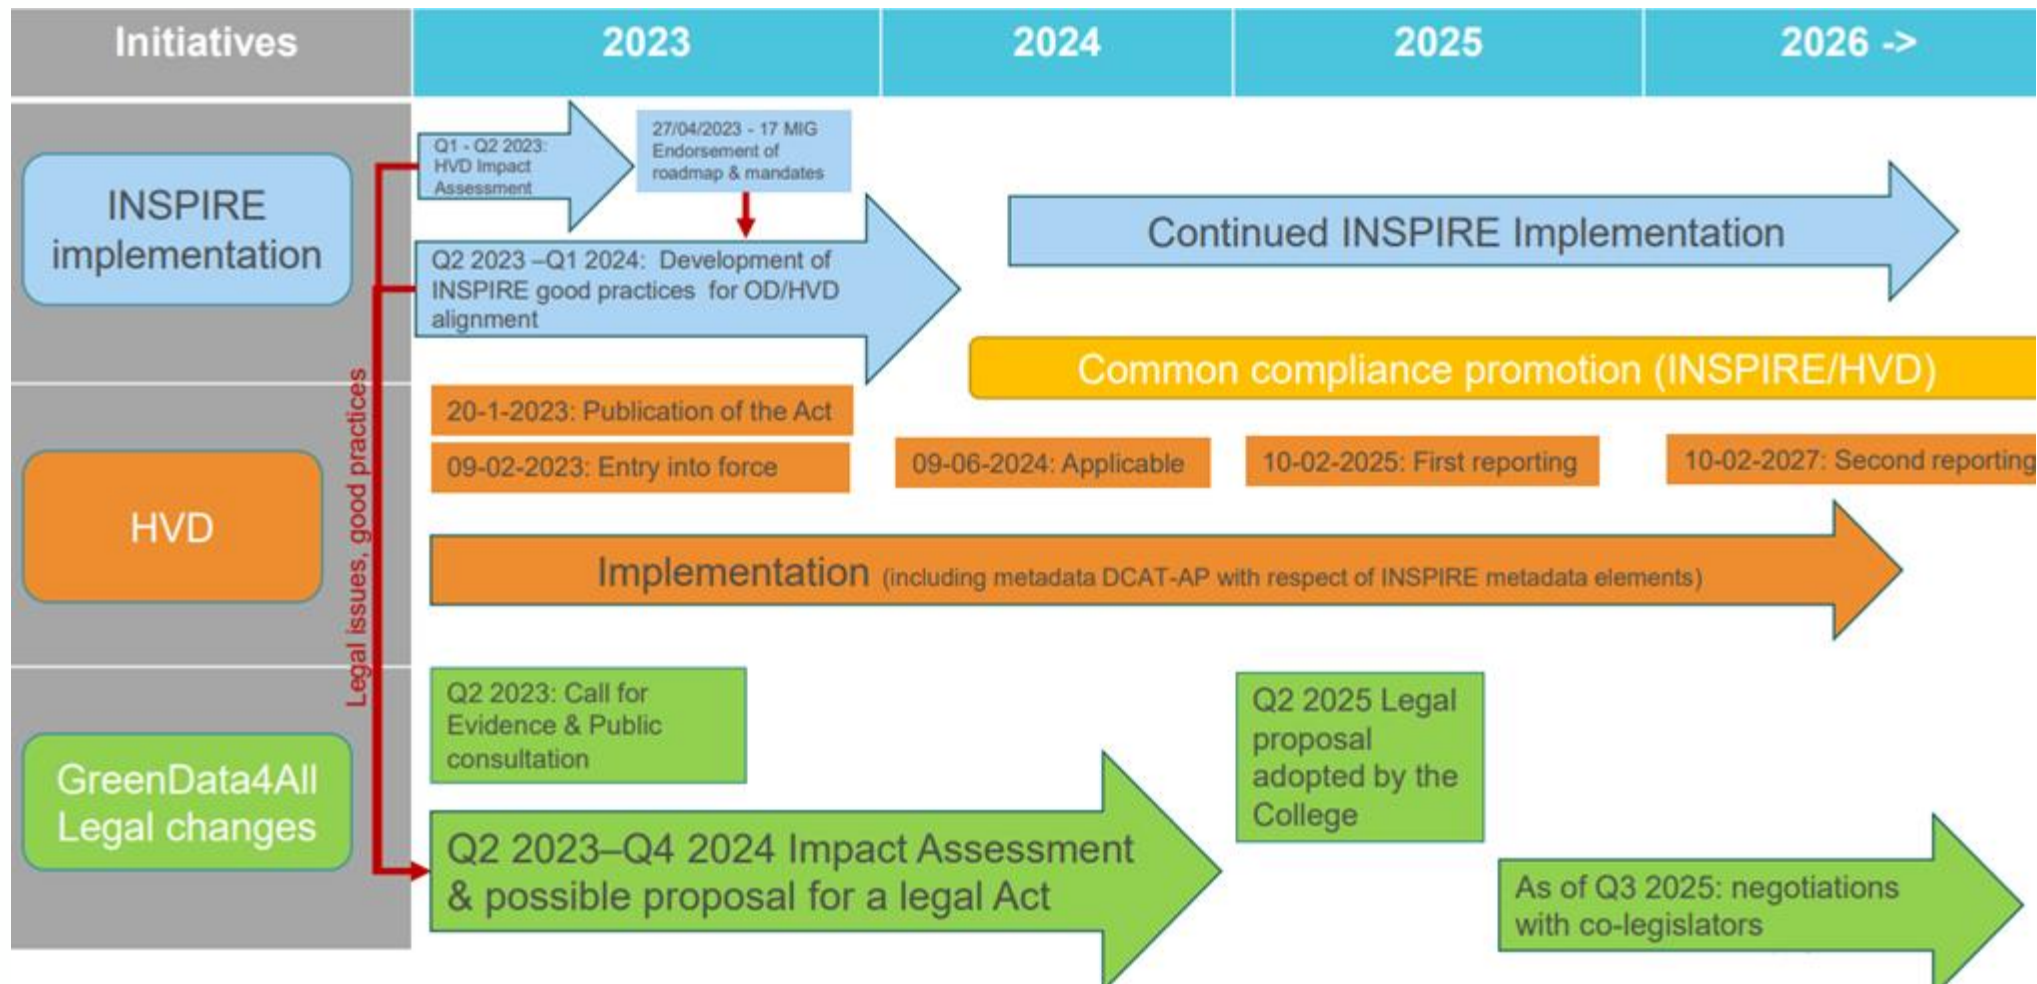 Initiatives
2023
2024
2025
2026 ->
INSPIRE
implementation
Q1 - Q2 2023:
HVD Impact
Assessment
27/04/2023 - 17 MIG
Endorsement of
roadmap & mandates
Q2 2023 –Q1 2024:  Development of
INSPIRE good practices  for OD/HVD
alignment
Continued INSPIRE Implementation
Common compliance promotion (INSPIRE/HVD)
Legal issues, good practices
HVD
20-1-2023: Publication of the Act
09-02-2023: Entry into force
09-06-2024: Applicable
10-02-2025: First reporting
10-02-2027: Second reporting
Implementation (including metadata DCAT-AP with respect of INSPIRE metadata elements)
GreenData4All
Legal changes
Q2 2023: Call for
Evidence & Public
consultation
Q2 2023–Q4 2024 Impact Assessment
& possible proposal for a legal Act
Q2 2025 Legal
proposal
adopted by the
College
As of Q3 2025: negotiations
with co-legislators